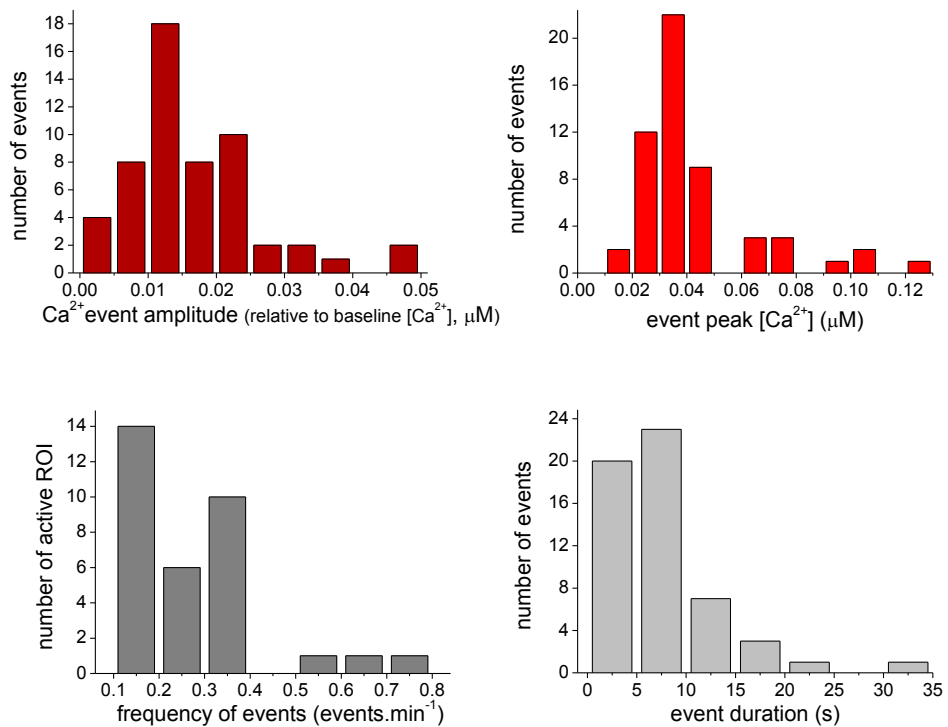 18
16
14
12
10
8
6
4
2
0
number of events
0.00 0.01 0.02 0.03 0.04 0.05
Ca²⁺event amplitude (relative to baseline [Ca²⁺], μM)
20
16
12
8
4
0
number of events
0.00 0.02 0.04 0.06 0.08 0.10 0.12
event peak [Ca²⁺] (μM)
14
12
10
8
6
4
2
0
number of active ROI
0.1 0.2 0.3 0.4 0.5 0.6 0.7 0.8
frequency of events (events.min⁻¹)
24
20
16
12
8
4
0
number of events
0 5 10 15 20 25 30 35
event duration (s)